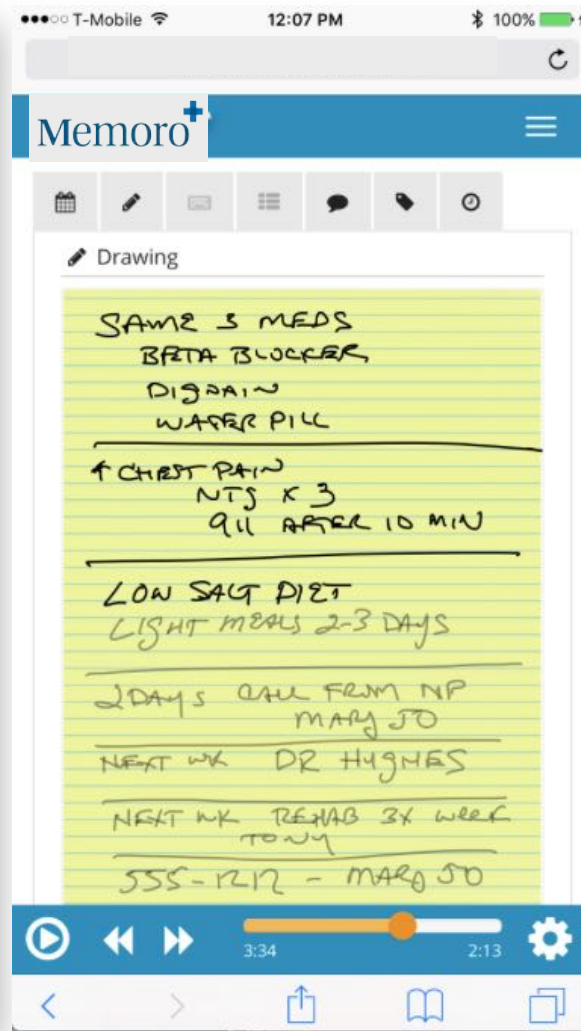 T-Mobile 12:07 PM 100%
Memoro
Drawing
SAME 3 MEDS
BETA BLOCKER
DIGOXIN
WATER PILL
↑ CHEST PAIN
NTG X 3
911 AFTER 10 MIN
LOW SALT DIET
LIGHT MEALS 2-3 DAYS
2 DAYS CALL FROM NP
MARY JO
NEXT WK DR HUGHES
NEXT WK REHAB 3X week
TONY
555-1212 - MARY JO
3:34 2:13